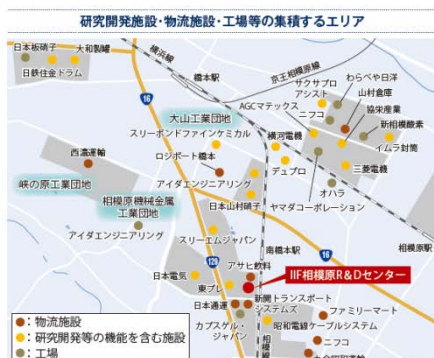 研究開発施設・物流施設・工場等の集積するエリア
日本板硝子
大和製罐
日鉄住金ドラム
横浜線
橋本駅
京王相模原線
サクサプロアシスト
わらべや日洋
山村倉庫
AGCマテックス
ニフコ
協栄産業
新相模酸素
イムラ封筒
16
大山工業団地
スリーボンドファインケミカル
横河電機
西濃運輸
ロジポート橋本
デュプロ
三菱電機
オハラ
峡の原工業団地
アイダエンジニアリング
ヤマダコーポレーション
相模原機械金属
工業団地
日本山村硝子
アイダエンジニアリング
スリーエムジャパン
南橋本駅
16
相模原駅
129
アサヒ飲料
IIF相模原R&Dセンター
日本電気
東プレ
日本通運
新開トランスポート
システムズ
ファミリーマート
カプスゲル・
ジャパン
昭和電線ケーブルシステム
相模線
ニフコ
:物流施設
:研究開発等の機能を含む施設
:工場